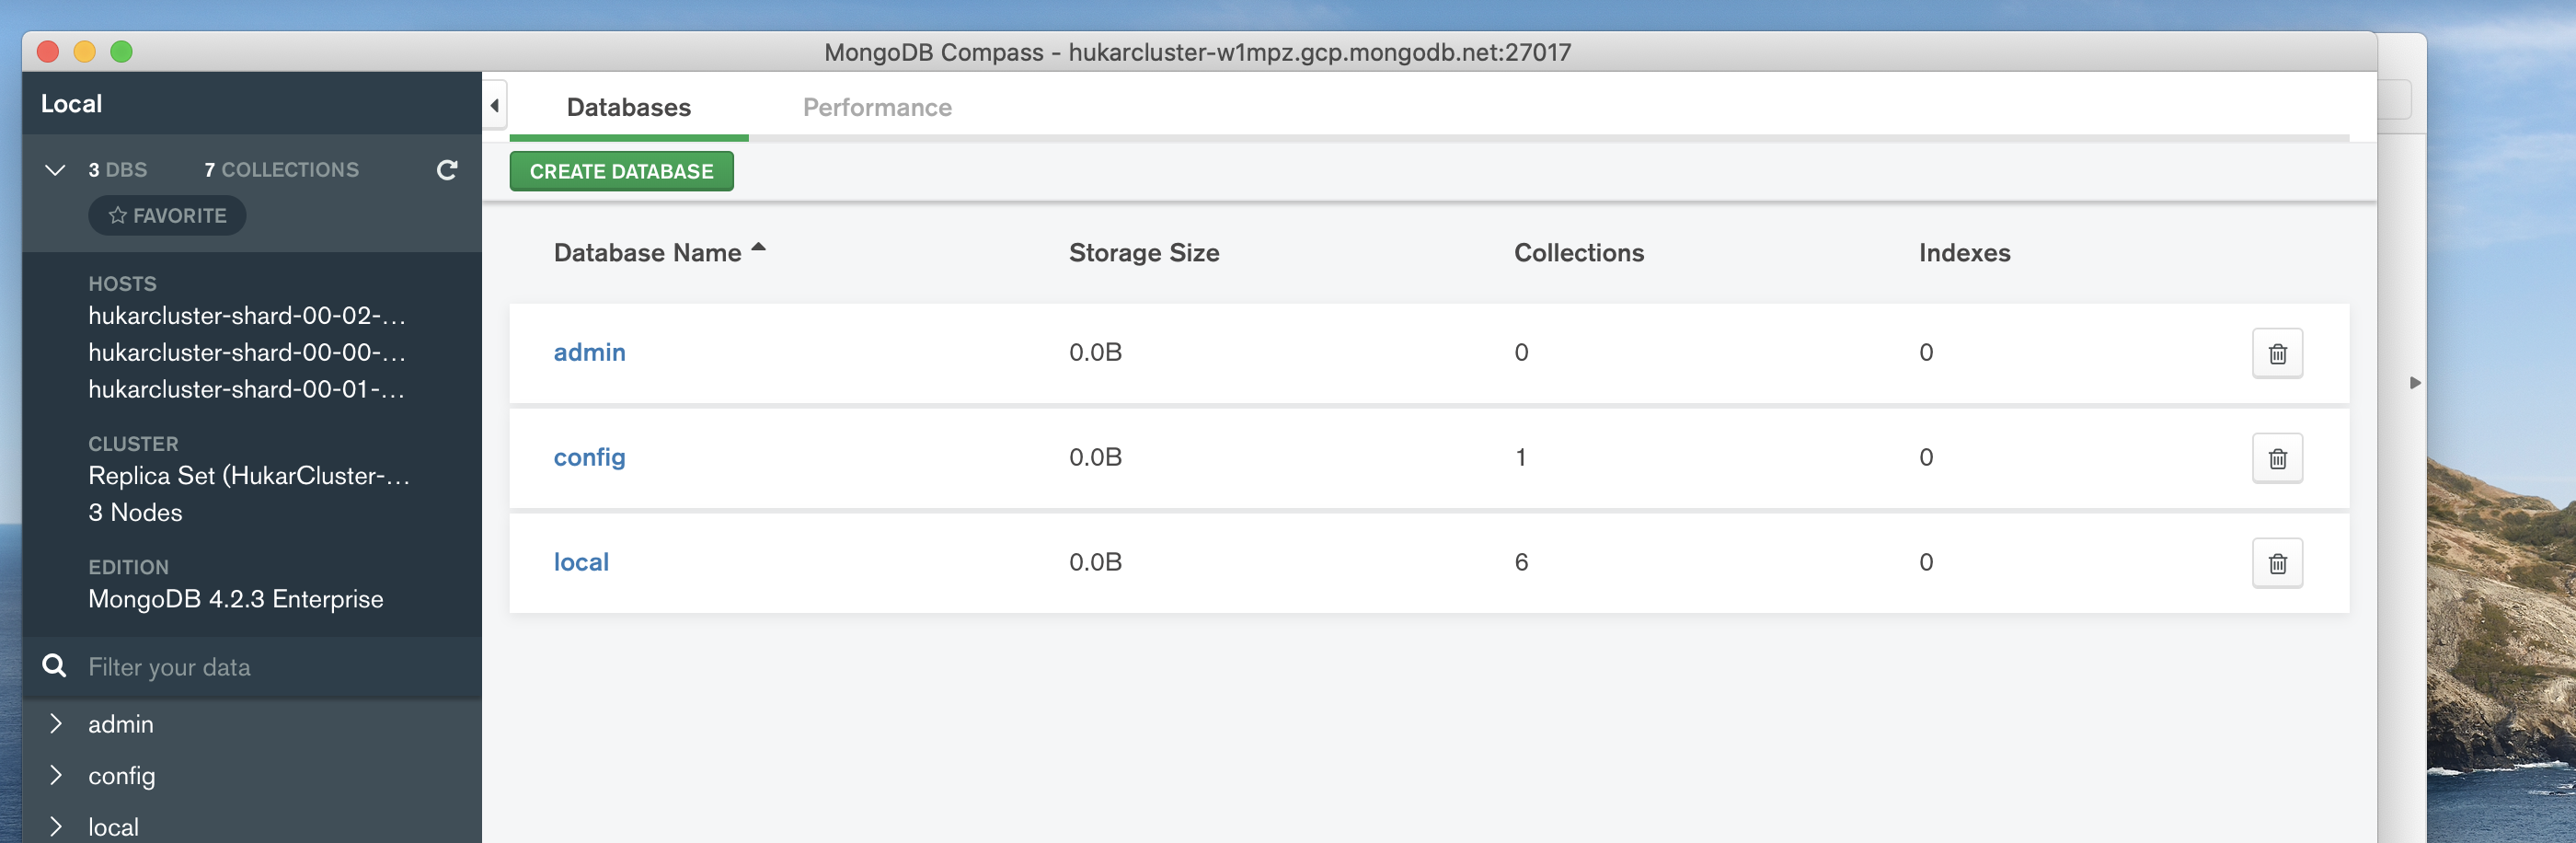 MongoDB Compass - hukarcluster-w1mpz.gcp.mongodb.net:27017
Local
3 DBS 7 COLLECTIONS
FAVORITE
HOSTS
hukarcluster-shard-00-02-...
hukarcluster-shard-00-00-...
hukarcluster-shard-00-01-...
CLUSTER
Replica Set (HukarCluster-...
3 Nodes
EDITION
MongoDB 4.2.3 Enterprise
Filter your data
admin
config
local
Databases Performance
CREATE DATABASE
Database Name Storage Size Collections Indexes
admin 0.0B 0 0
config 0.0B 1 0
local 0.0B 6 0